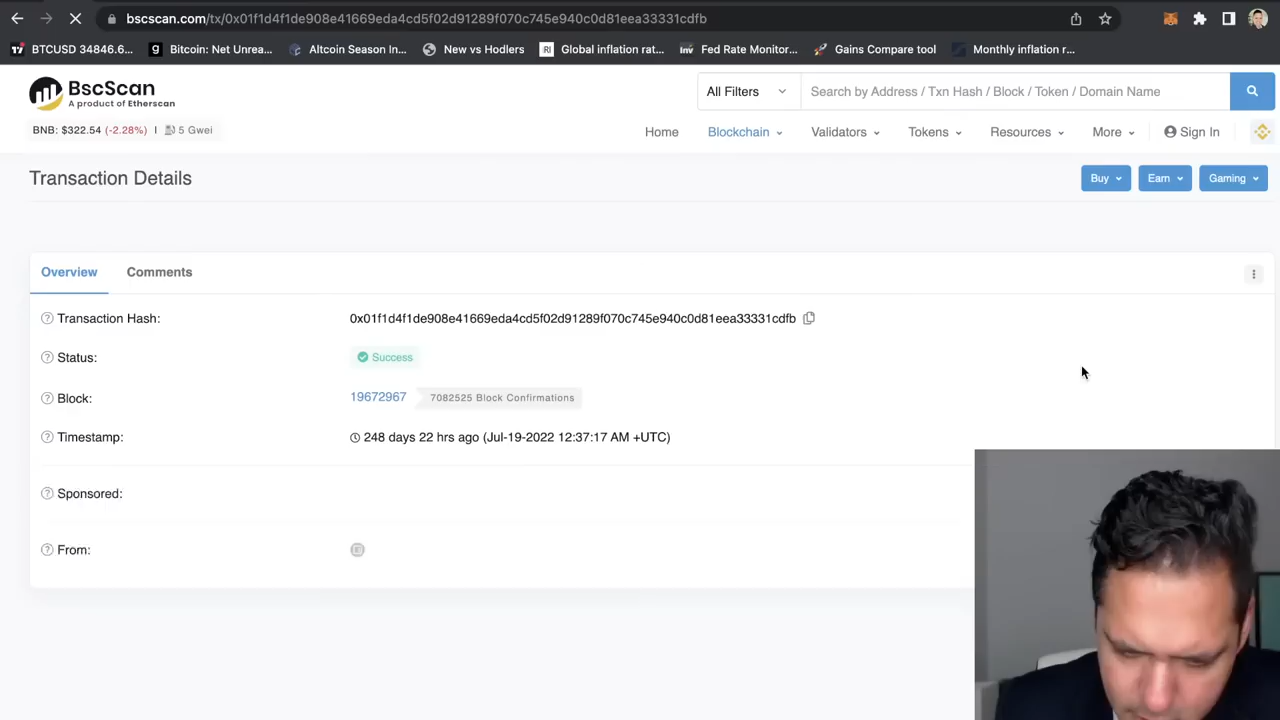 bscscan.com/tx/0x01f1d4f1de908e41669eda4cd5f02d91289f070c745e940c0d81eea33331cdfb
BTCUSD 34846.6... Bitcoin: Net Unrea... Altcoin Season In... New vs Hodlers Global inflation rat... Fed Rate Monitor... Gains Compare tool Monthly inflation r...
BscScan
A product of Etherscan
All Filters Search by Address / Txn Hash / Block / Token / Domain Name
BNB: $322.54 (-2.28%) | 5 Gwei
Home Blockchain Validators Tokens Resources More Sign In
Transaction Details
Buy Earn Gaming
Overview Comments
Transaction Hash: 0x01f1d4f1de908e41669eda4cd5f02d91289f070c745e940c0d81eea33331cdfb
Status: Success
Block: 19672967 7082525 Block Confirmations
Timestamp: 248 days 22 hrs ago (Jul-19-2022 12:37:17 AM +UTC)
Sponsored:
From: